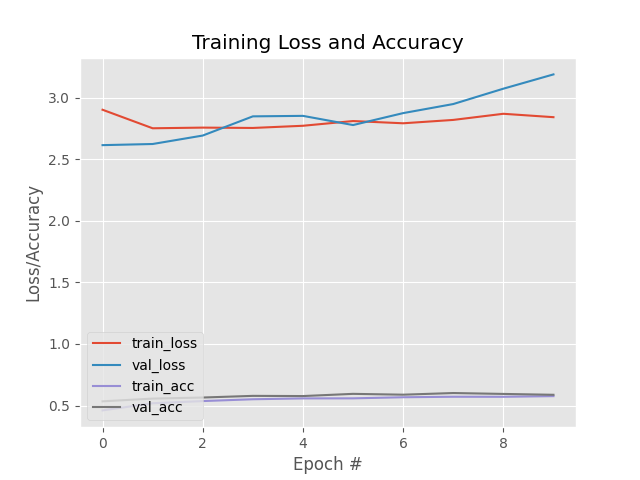 Training Loss and Accuracy
Loss/Accuracy
3.0
2.5
2.0
1.5
1.0
0.5
train_loss
val_loss
train_acc
val_acc
0 2 4 6 8
Epoch #